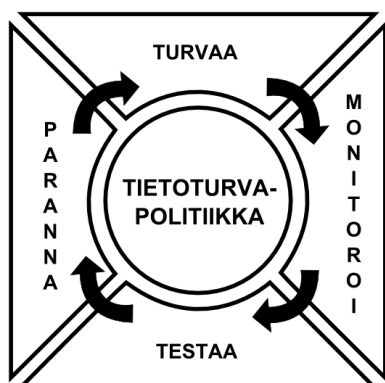 TURVAA
MONITOROI
PARANNA
TIETOTURVA-
POLITIIKKA
TESTAA